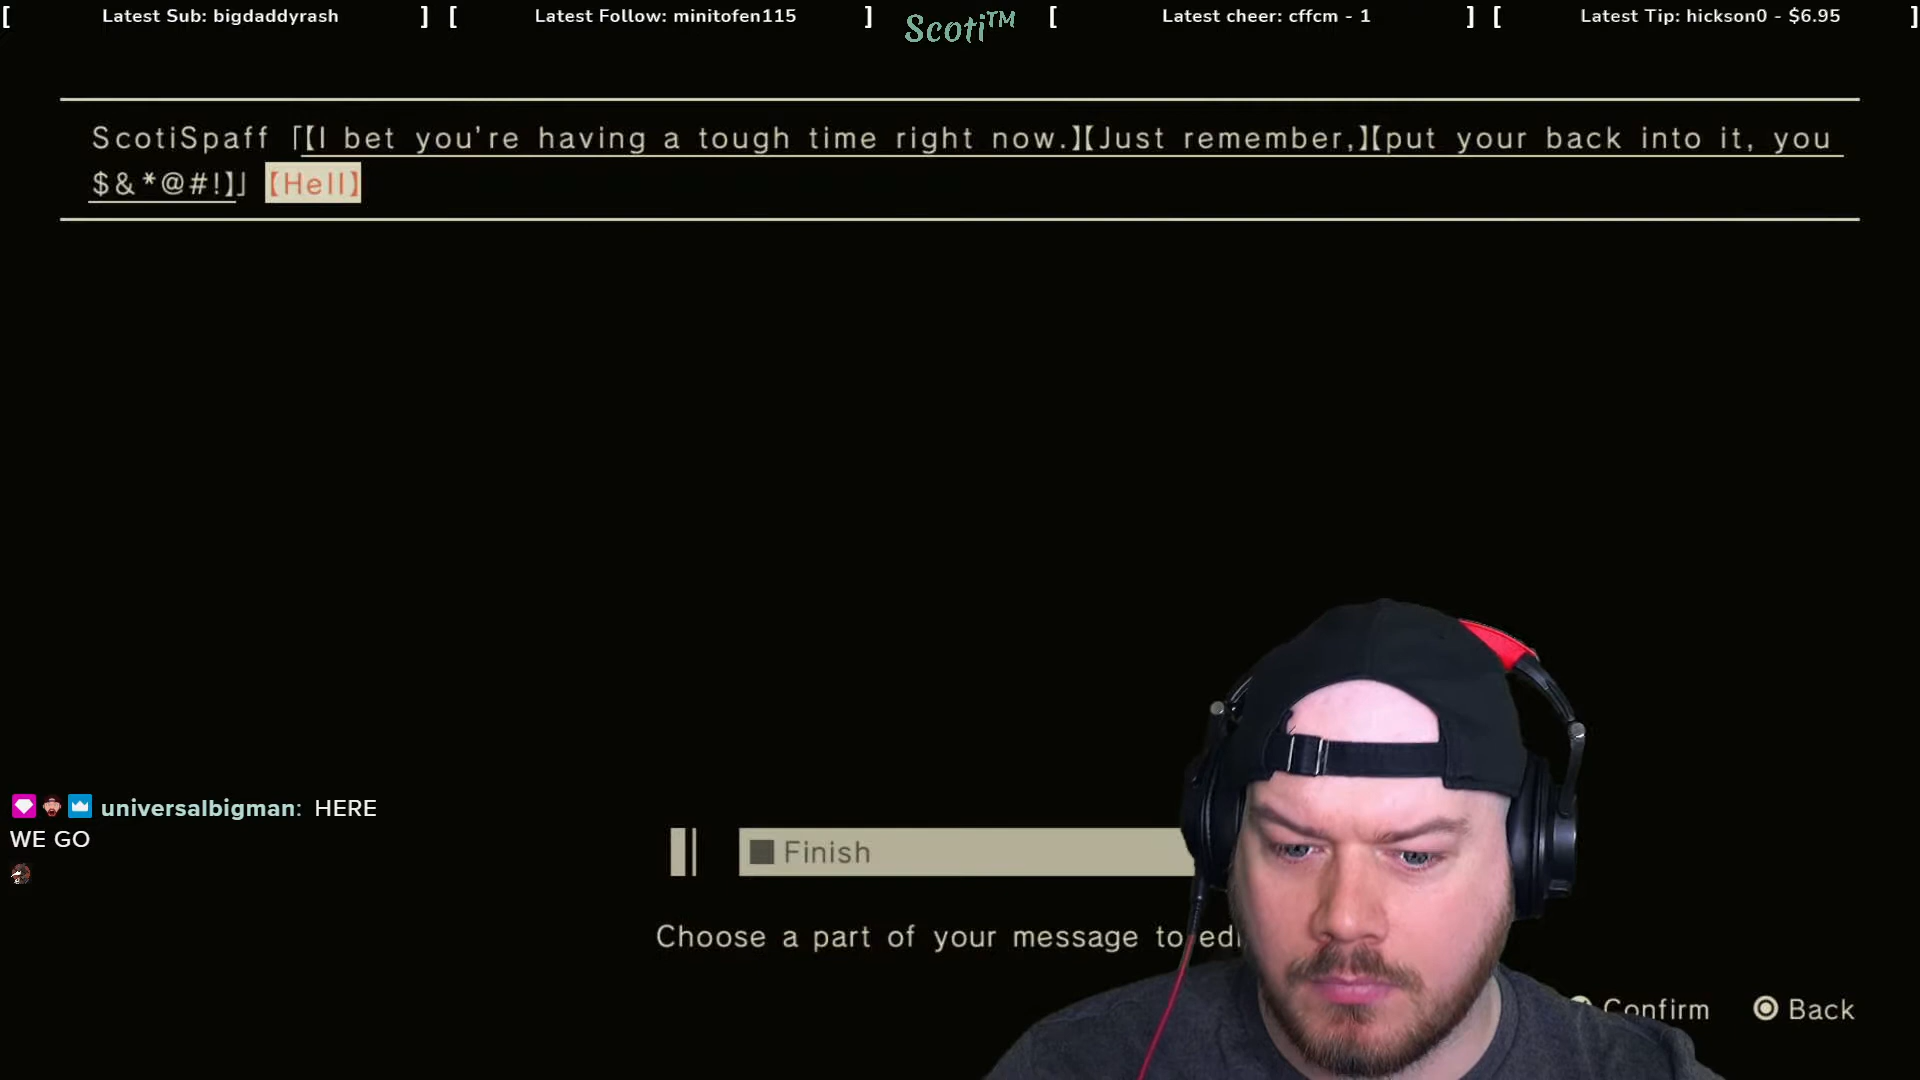 [ Latest Sub: bigdaddyrash ] [ Latest Follow: minitofen115 ] Scoti™ [ Latest cheer: cffcm - 1 ] [ Latest Tip: hickson0 - $6.95 ]
ScotiSpaff 「【I bet you're having a tough time right now.】【Just remember,】【put your back into it, you
$&*@#!】」 【Hell】
universalbigman: HERE
WE GO
Finish
Choose a part of your message to
Confirm Back